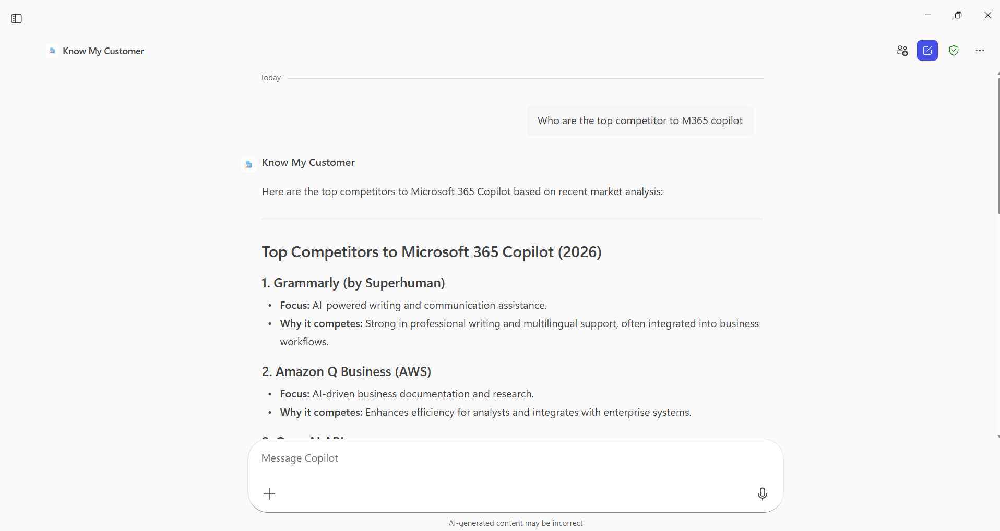 Know My Customer
Today
Who are the top competitor to M365 copilot
Know My Customer
Here are the top competitors to Microsoft 365 Copilot based on recent market analysis:
Top Competitors to Microsoft 365 Copilot (2026)
1. Grammarly (by Superhuman)
• Focus: AI-powered writing and communication assistance.
• Why it competes: Strong in professional writing and multilingual support, often integrated into business
workflows.
2. Amazon Q Business (AWS)
• Focus: AI-driven business documentation and research.
• Why it competes: Enhances efficiency for analysts and integrates with enterprise systems.
Message Copilot
AI-generated content may be incorrect